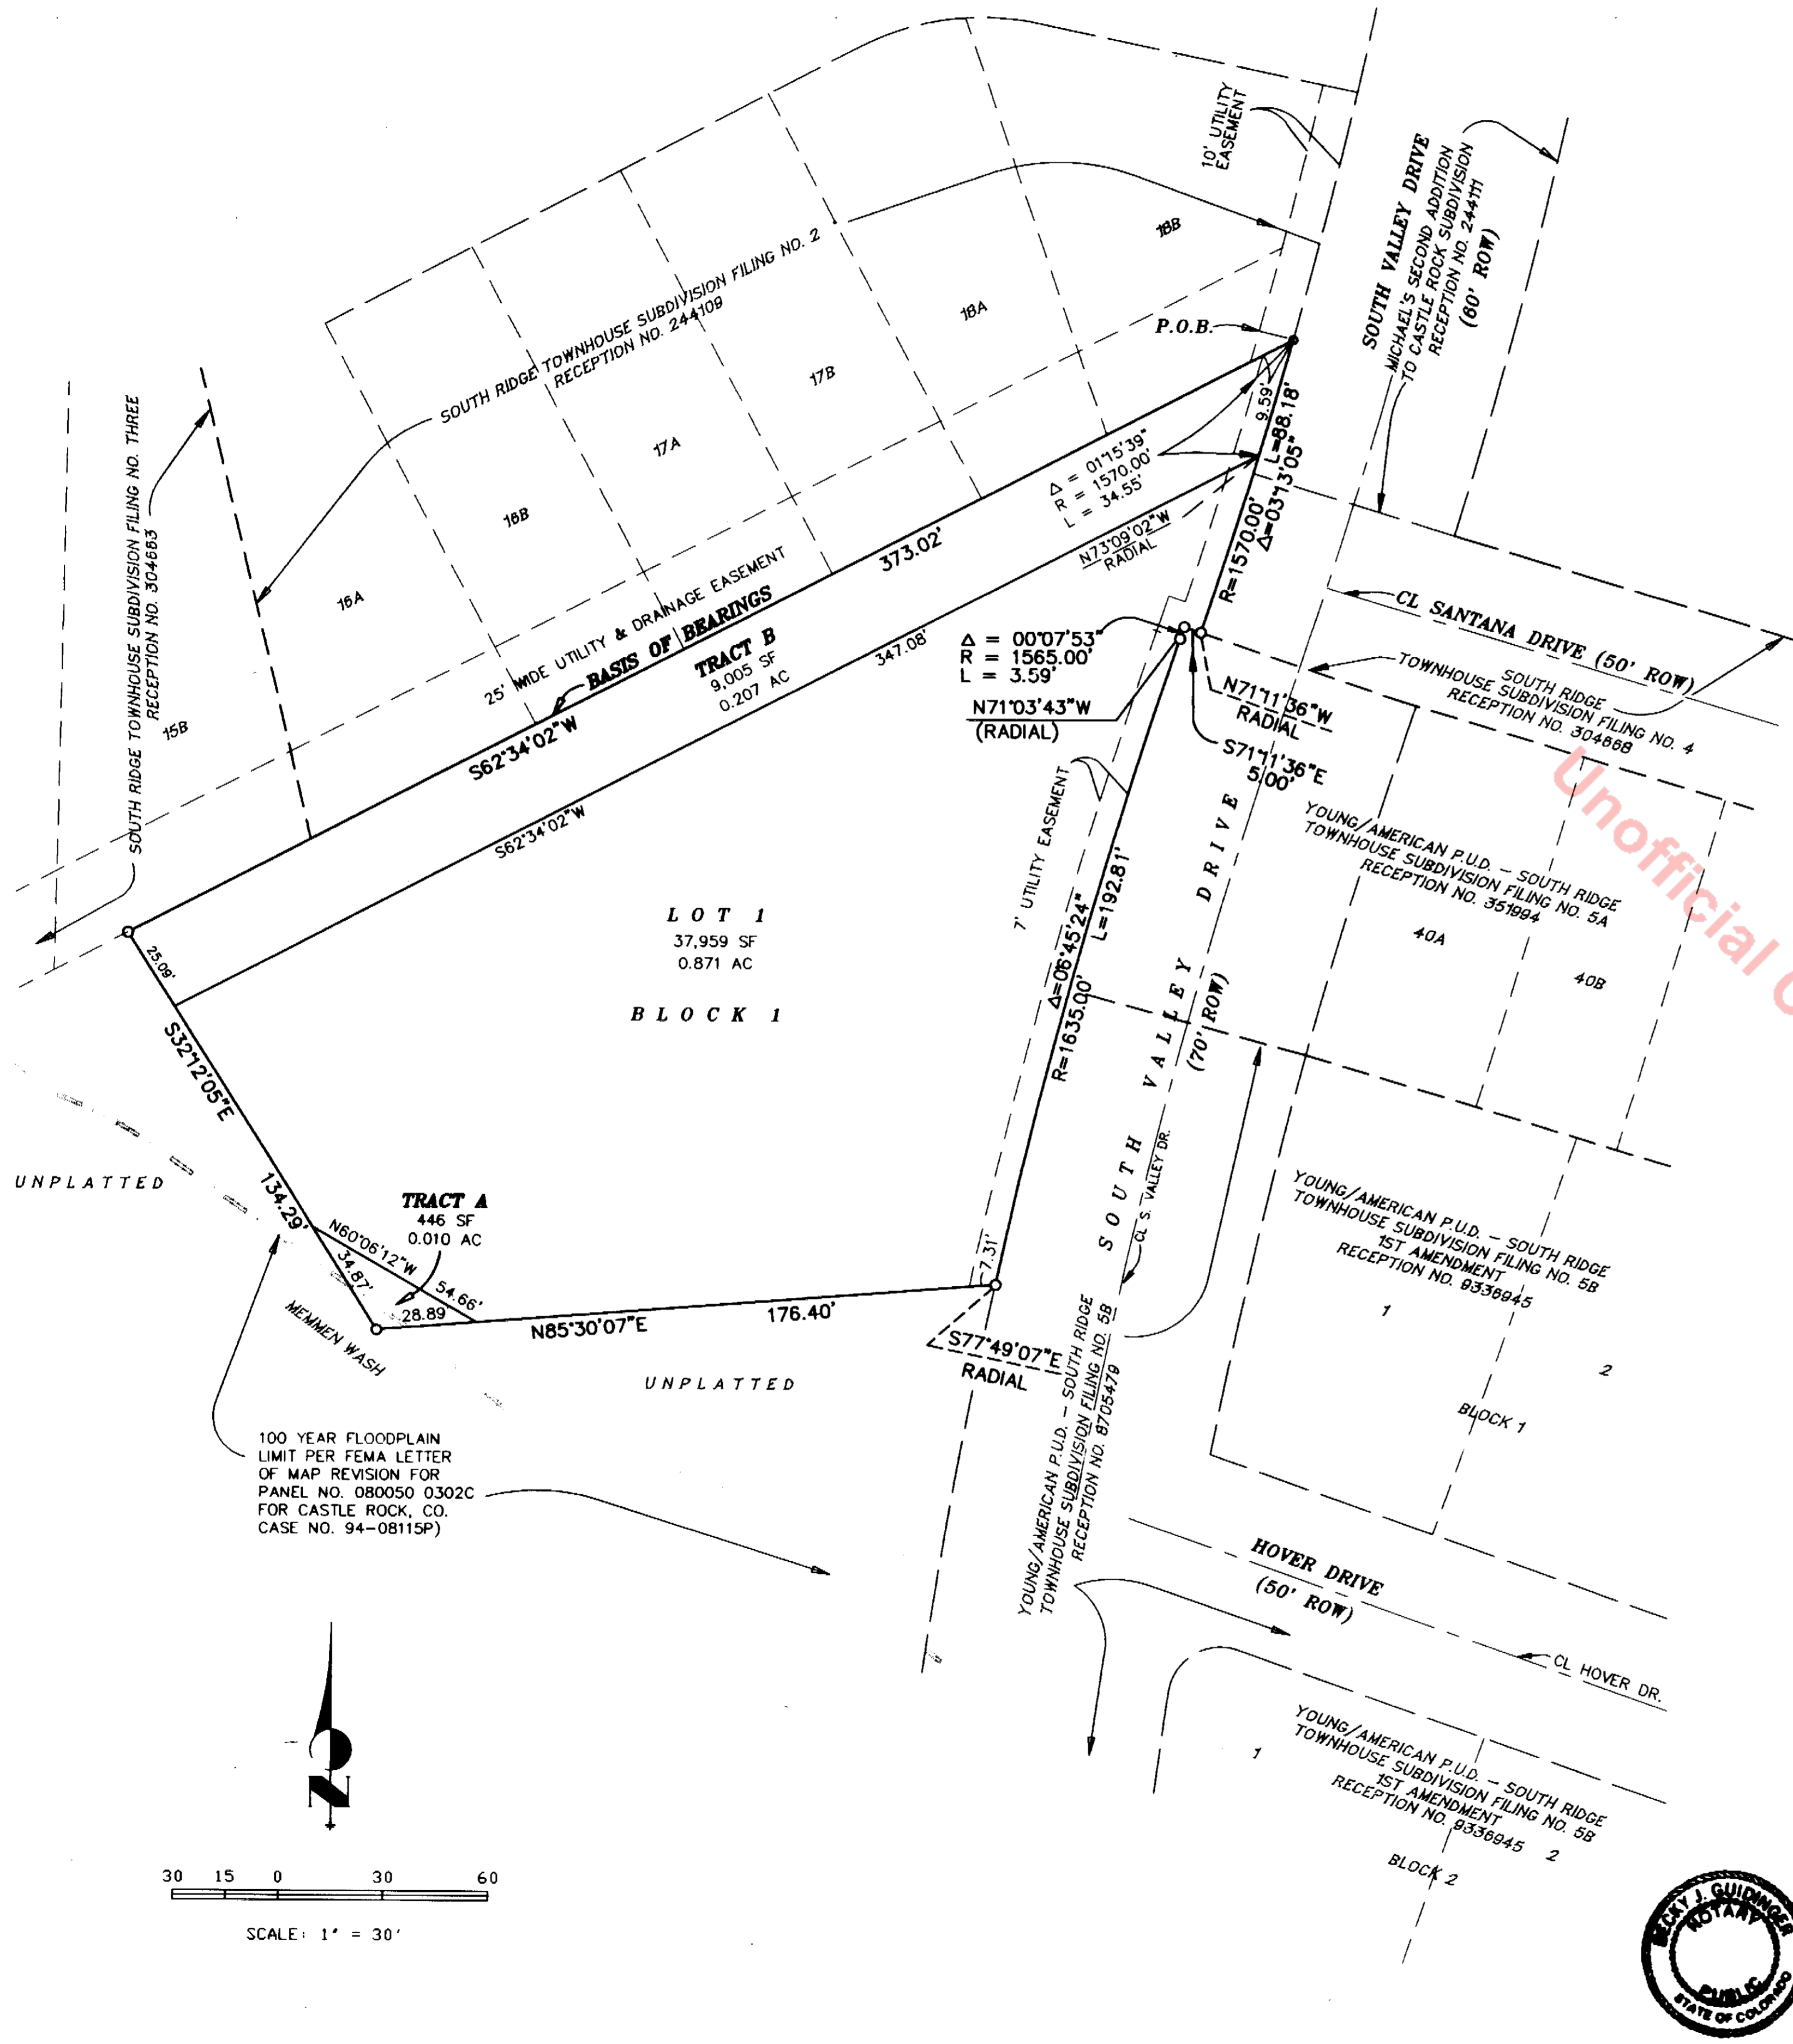 10' UTILITY
EASEMENT
SOUTH VALLEY DRIVE
MICHAEL'S SECOND ADDITION
TO CASTLE ROCK SUBDIVISION
RECEPTION NO. 244111
(60' ROW)
18B
SOUTH RIDGE TOWNHOUSE SUBDIVISION FILING NO. 2
RECEPTION NO. 244109
18A
P.O.B.
17B
17A
16B
16A
15B
SOUTH RIDGE TOWNHOUSE SUBDIVISION FILING NO. THREE
RECEPTION NO. 304663
9.59'
L=88.18'
R=1570.00'
Δ=03°13'05"
Δ = 01°15'39"
R = 1570.00'
L = 34.55'
N73°09'02"W
RADIAL
373.02'
25' WIDE UTILITY & DRAINAGE EASEMENT
BASIS OF BEARINGS
TRACT B
9,005 SF
0.207 AC
347.08'
S62°34'02"W
S62°34'02"W
Δ = 00°07'53"
R = 1565.00'
L = 3.59'
N71°03'43"W
(RADIAL)
N71°11'36"W
RADIAL
S71°11'36"E
5.00'
CL SANTANA DRIVE (50' ROW)
SOUTH RIDGE
TOWNHOUSE SUBDIVISION FILING NO. 4
RECEPTION NO. 304668
Unofficial
YOUNG/AMERICAN P.U.D. – SOUTH RIDGE
TOWNHOUSE SUBDIVISION FILING NO. 5A
RECEPTION NO. 351994
40A
40B
7' UTILITY EASEMENT
Δ=06°45'24"
L=192.81'
R=1635.00'
SOUTH VALLEY DRIVE
(70' ROW)
CL S. VALLEY DR.
LOT 1
37,959 SF
0.871 AC
BLOCK 1
25.09'
S32°12'05"E
134.29'
UNPLATTED
TRACT A
446 SF
0.010 AC
N60°06'12"W
54.66'
34.87'
28.89
MEMMEN WASH
N85°30'07"E
176.40'
7.31'
S77°49'07"E
RADIAL
UNPLATTED
YOUNG/AMERICAN P.U.D. – SOUTH RIDGE
TOWNHOUSE SUBDIVISION FILING NO. 5B
1ST AMENDMENT
RECEPTION NO. 9336945
1
2
BLOCK 1
YOUNG/AMERICAN P.U.D. – SOUTH RIDGE
TOWNHOUSE SUBDIVISION FILING NO. 5B
RECEPTION NO. 8705479
100 YEAR FLOODPLAIN
LIMIT PER FEMA LETTER
OF MAP REVISION FOR
PANEL NO. 080050 0302C
FOR CASTLE ROCK, CO.
CASE NO. 94-08115P)
HOVER DRIVE
(50' ROW)
CL HOVER DR.
YOUNG/AMERICAN P.U.D. – SOUTH RIDGE
TOWNHOUSE SUBDIVISION FILING NO. 5B
1ST AMENDMENT
RECEPTION NO. 9336945
1
2
BLOCK 2
N
30 15 0 30 60
SCALE: 1" = 30'
BECKY J. GUIDINGER
NOTARY
PUBLIC
STATE OF COLORADO